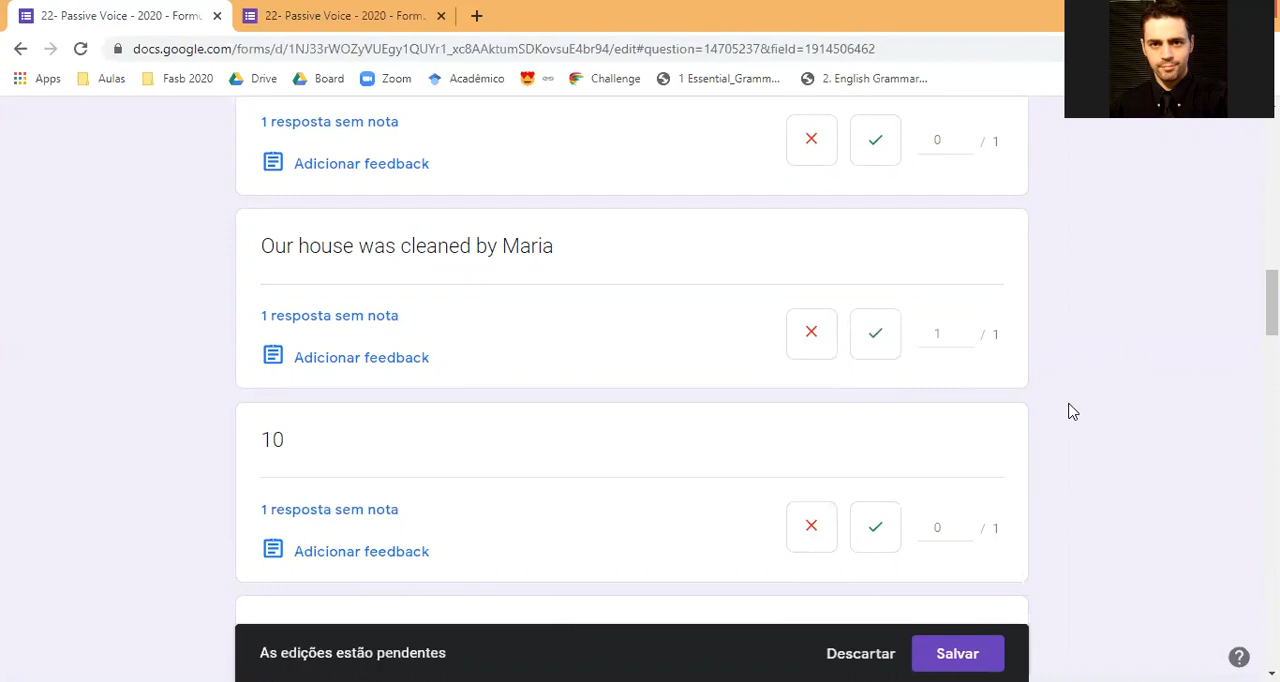 22- Passive Voice - 2020 - Formu
22- Passive Voice - 2020 - Form.
docs.google.com/forms/d/1NJ33rWOZyVUEgy1QUYr1_xc8AAktumSDKovsuE4br94/edit#question=14705237&field=1914506462
Apps Aulas Fasb 2020 Drive Board Zoom Acadêmico Challenge 1 Essential_Gramm... 2. English Grammar...
1 resposta sem nota
0 / 1
Adicionar feedback
Our house was cleaned by Maria
1 resposta sem nota
1 / 1
Adicionar feedback
10
1 resposta sem nota
0 / 1
Adicionar feedback
As edições estão pendentes
Descartar
Salvar